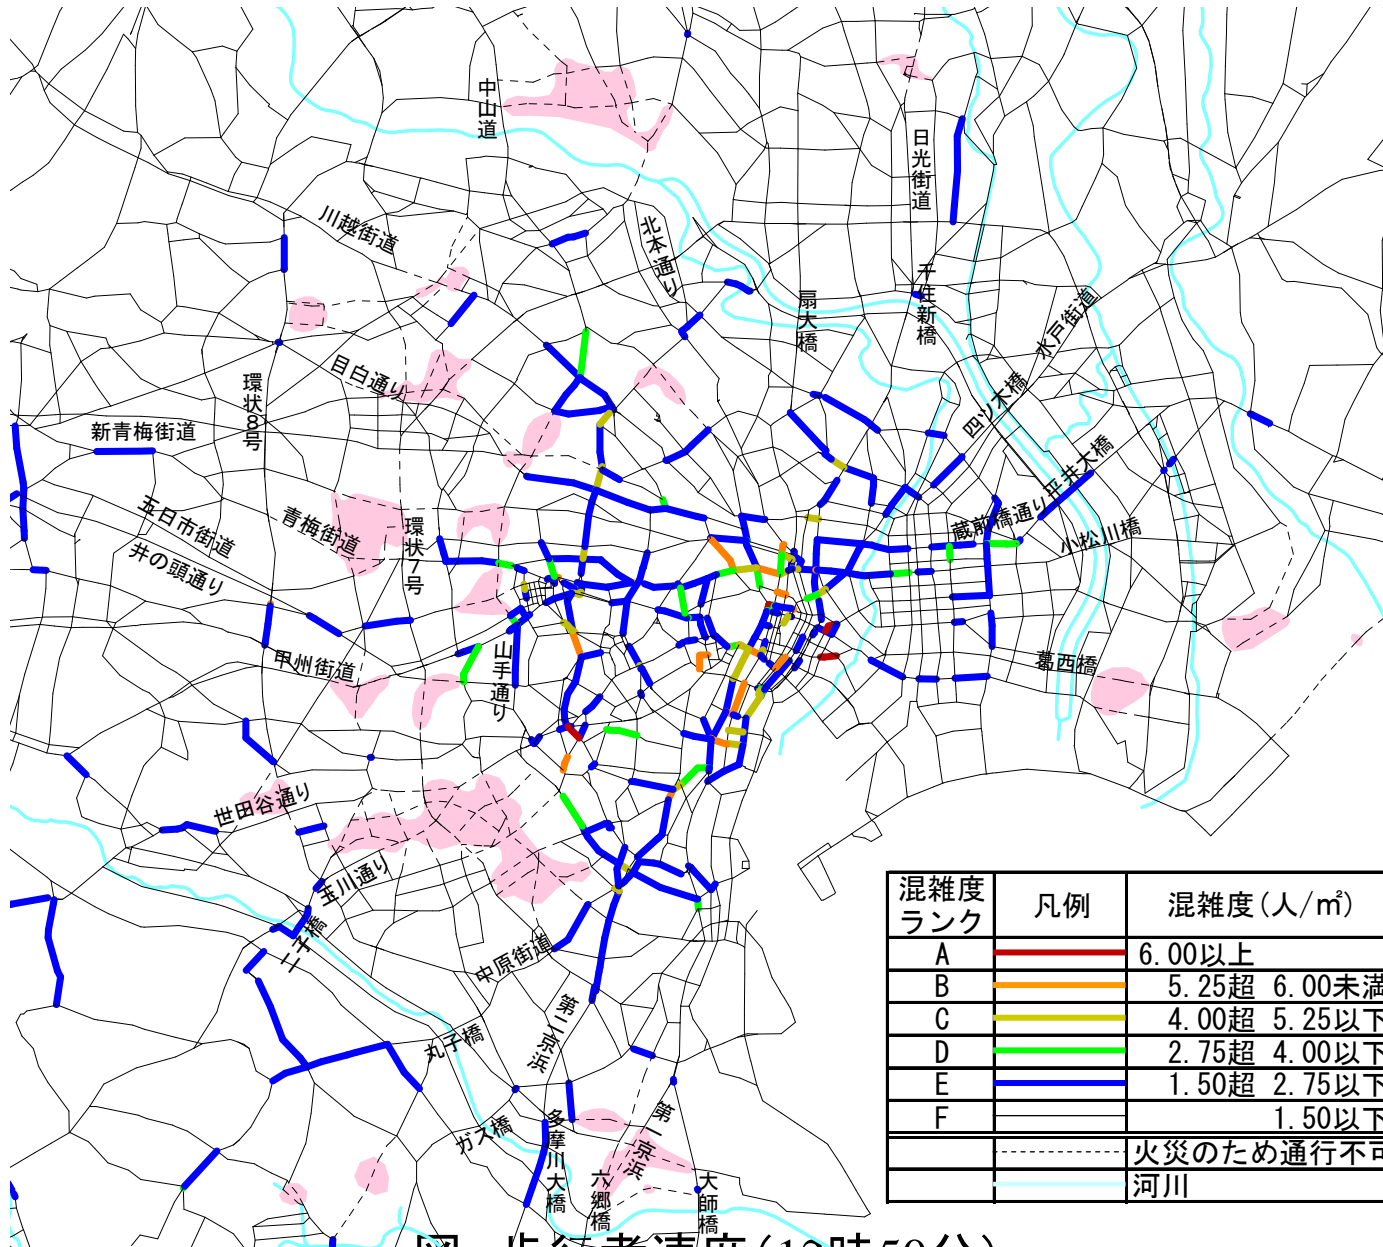 中山道
日光街道
川越街道
北本通り
千住新橋
扇大橋
水戸街道
目白通り
環状8号
新青梅街道
四ツ木橋
平井大橋
五日市街道
青梅街道
環状7号
蔵前橋通り
小松川橋
井の頭通り
甲州街道
山手通り
葛西橋
世田谷通り
玉川通り
二子橋
中原街道
第二京浜
丸子橋
ガス橋
多摩川大橋
第一京浜
六郷橋
大師橋
混雑度ランク 凡例 混雑度(人/㎡)
A 6.00以上
B 5.25超 6.00未満
C 4.00超 5.25以下
D 2.75超 4.00以下
E 1.50超 2.75以下
F 1.50以下
火災のため通行不可
河川